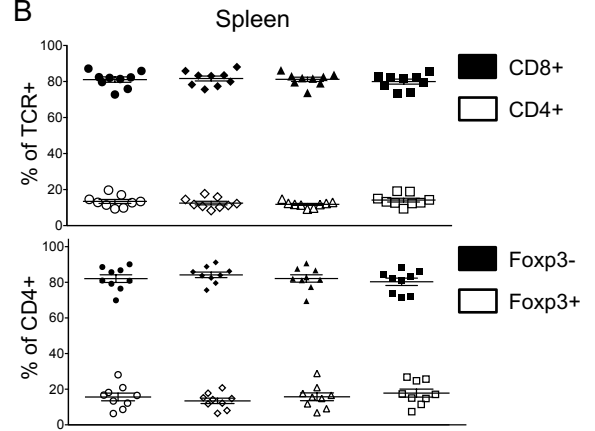 B
Spleen
% of TCR+
100
80
60
40
20
0
CD8+
CD4+
% of CD4+
100
80
60
40
20
0
Foxp3-
Foxp3+